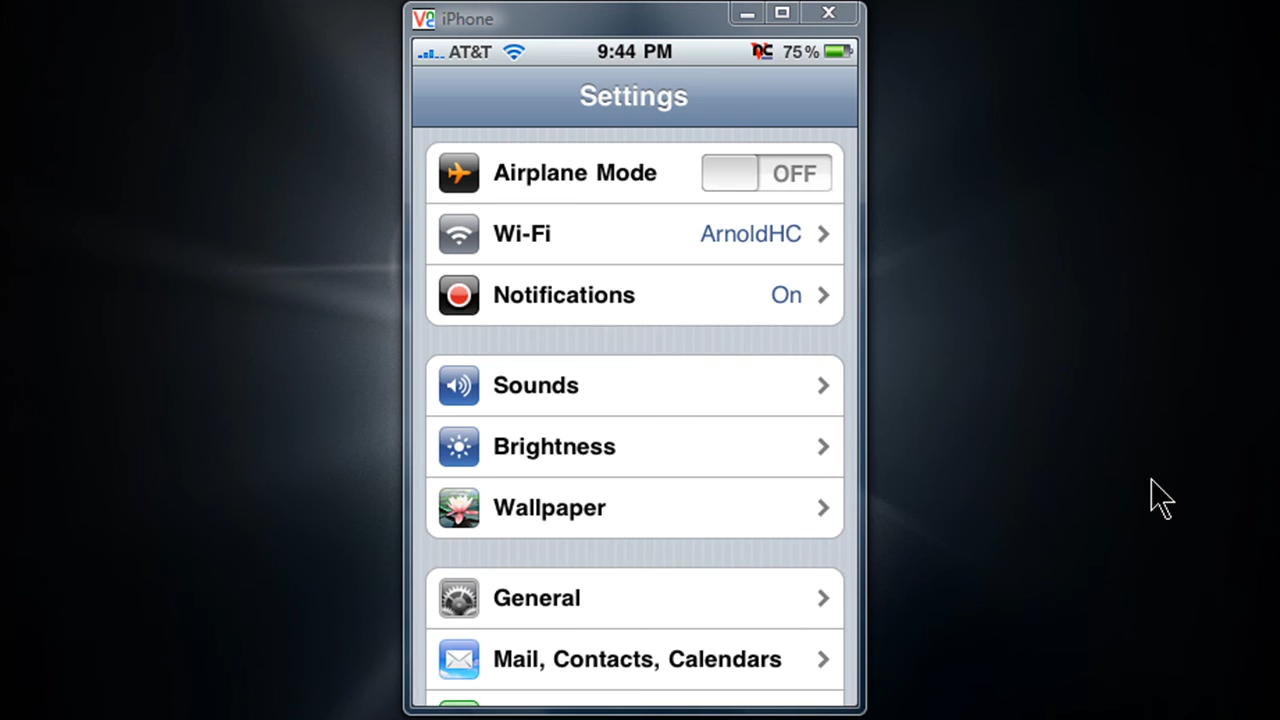 VNC iPhone
AT&T 9:44 PM 75%
Settings
Airplane Mode OFF
Wi-Fi ArnoldHC
Notifications On
Sounds
Brightness
Wallpaper
General
Mail, Contacts, Calendars